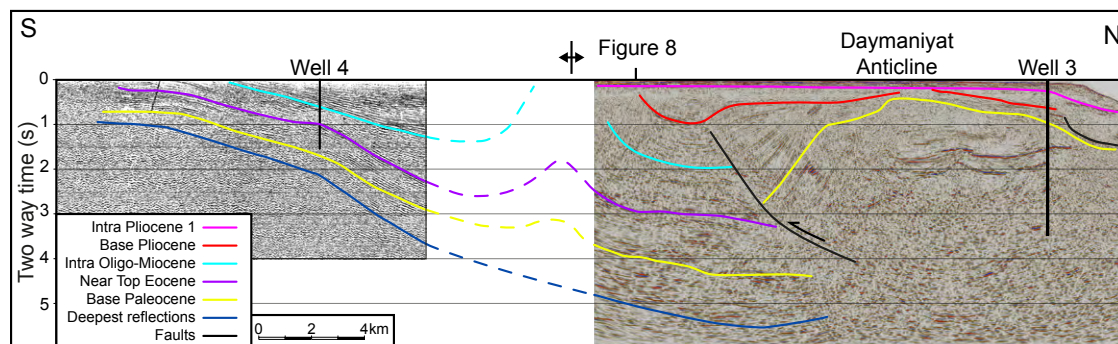 S
N
Figure 8
Daymaniyat
Anticline
Well 4
Well 3
0
1
2
3
4
5
Two way time (s)
Intra Pliocene 1
Base Pliocene
Intra Oligo-Miocene
Near Top Eocene
Base Paleocene
Deepest reflections
Faults
0 2 4km